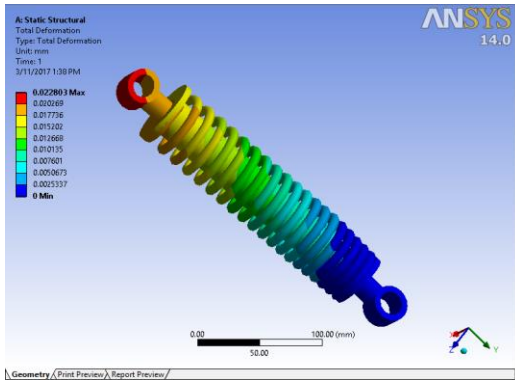 A: Static Structural
Total Deformation
Type: Total Deformation
Unit: mm
Time: 1
3/11/2017 1:38 PM
0.022803 Max
0.020269
0.017736
0.015202
0.012668
0.010135
0.007601
0.0050673
0.0025337
0 Min
ANSYS
14.0
0.00
100.00 (mm)
50.00
X
Y
Z
Geometry
Print Preview
Report Preview